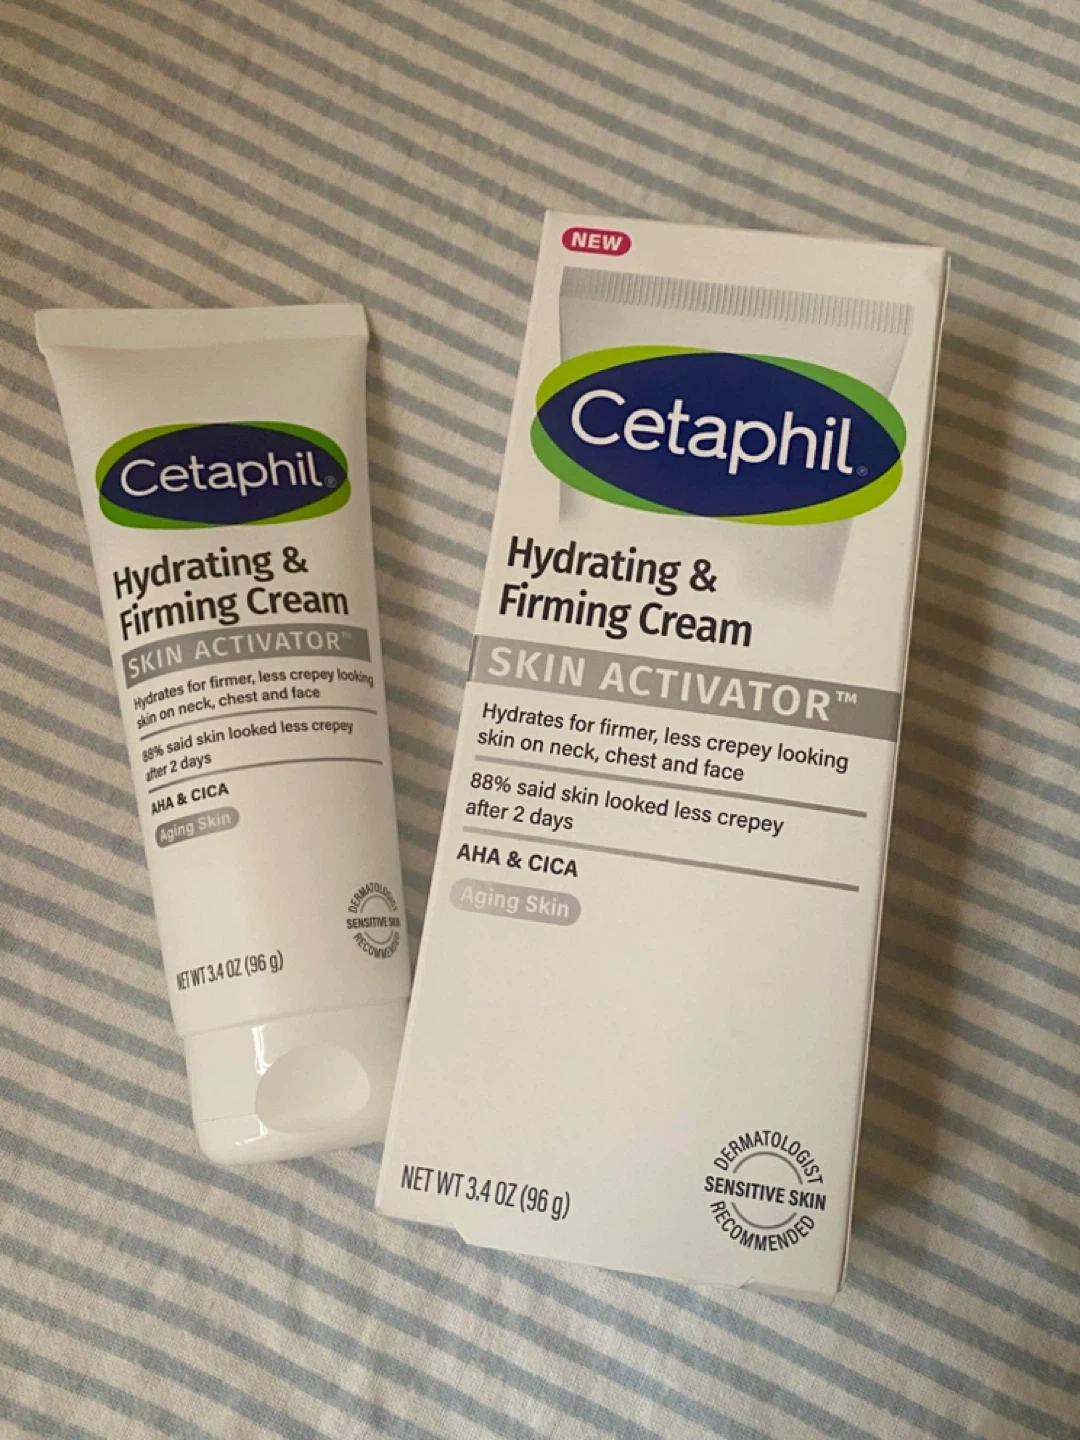 Cetaphil®
Hydrating &
Firming Cream
SKIN ACTIVATOR™
Hydrates for firmer, less crepey looking
skin on neck, chest and face
88% said skin looked less crepey
after 2 days
AHA & CICA
Aging Skin
DERMATOLOGIST
SENSITIVE SKIN
RECOMMENDED
NET WT 3.4 OZ (96 g)
NEW
Cetaphil®
Hydrating &
Firming Cream
SKIN ACTIVATOR™
Hydrates for firmer, less crepey looking
skin on neck, chest and face
88% said skin looked less crepey
after 2 days
AHA & CICA
Aging Skin
NET WT 3.4 OZ (96 g)
DERMATOLOGIST
SENSITIVE SKIN
RECOMMENDED